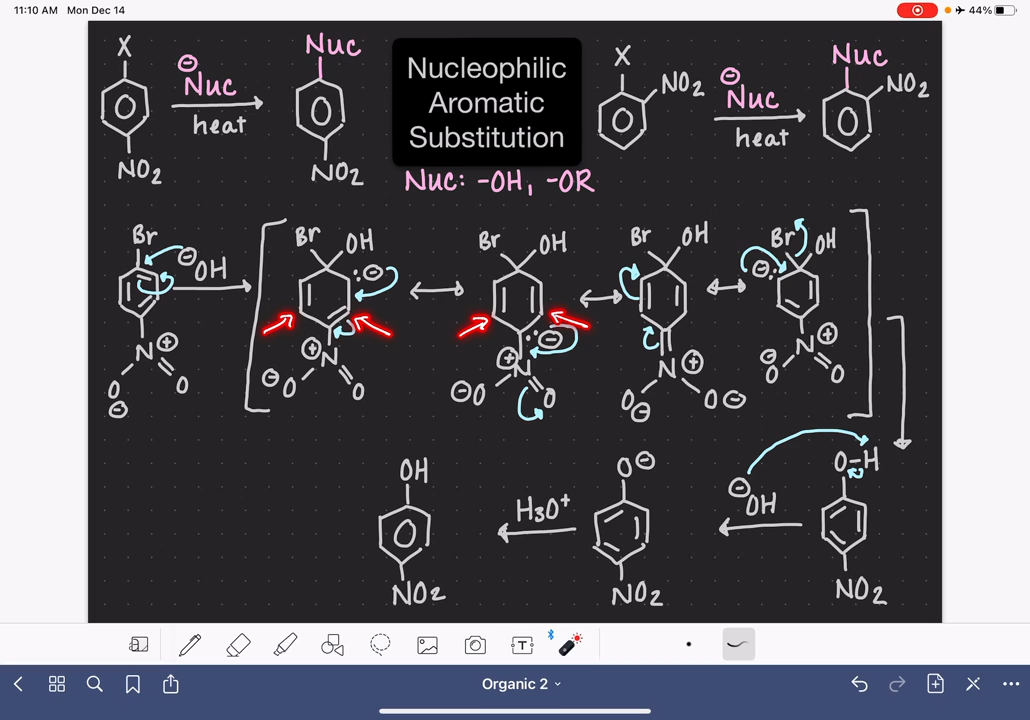 11:10 AM Mon Dec 14
44%
X
⊖
Nuc
heat
NO2
Nuc
NO2
Nucleophilic
Aromatic
Substitution
Nuc: -OH, -OR
X
NO2
⊖
Nuc
heat
Nuc
NO2
Br
⊖
OH
N ⊕
O O
⊖
Br OH
:⊖
⊕ N
⊖ O O
Br OH
:⊖
⊕ N
⊖O O
Br OH
N ⊕
O O⊖
⊖
Br OH
⊖:
N ⊕
⊖
O O
OH
NO2
H3O+
O⊖
NO2
⊖
OH
O-H
NO2
T
Organic 2